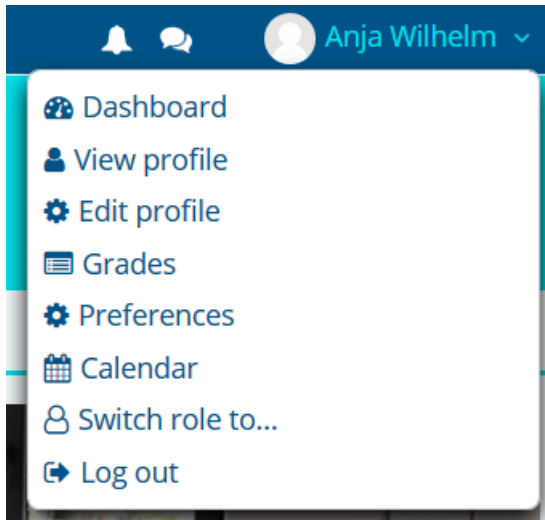 Anja Wilhelm
Dashboard
View profile
Edit profile
Grades
Preferences
Calendar
Switch role to...
Log out